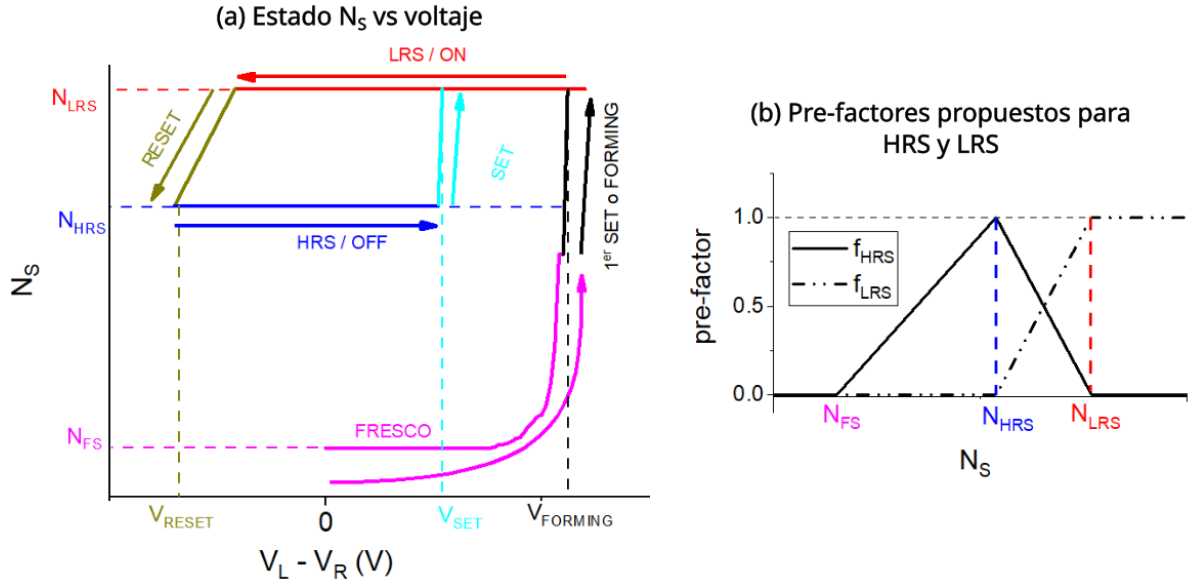 (a) Estado N_S vs voltaje
LRS / ON
N_LRS
RESET
SET
1^er SET o FORMING
N_HRS
HRS / OFF
N_S
N_FS
FRESCO
V_RESET
0
V_SET
V_FORMING
V_L - V_R (V)
(b) Pre-factores propuestos para
HRS y LRS
1.0
f_HRS
f_LRS
0.5
pre-factor
0.0
N_FS
N_HRS
N_LRS
N_S